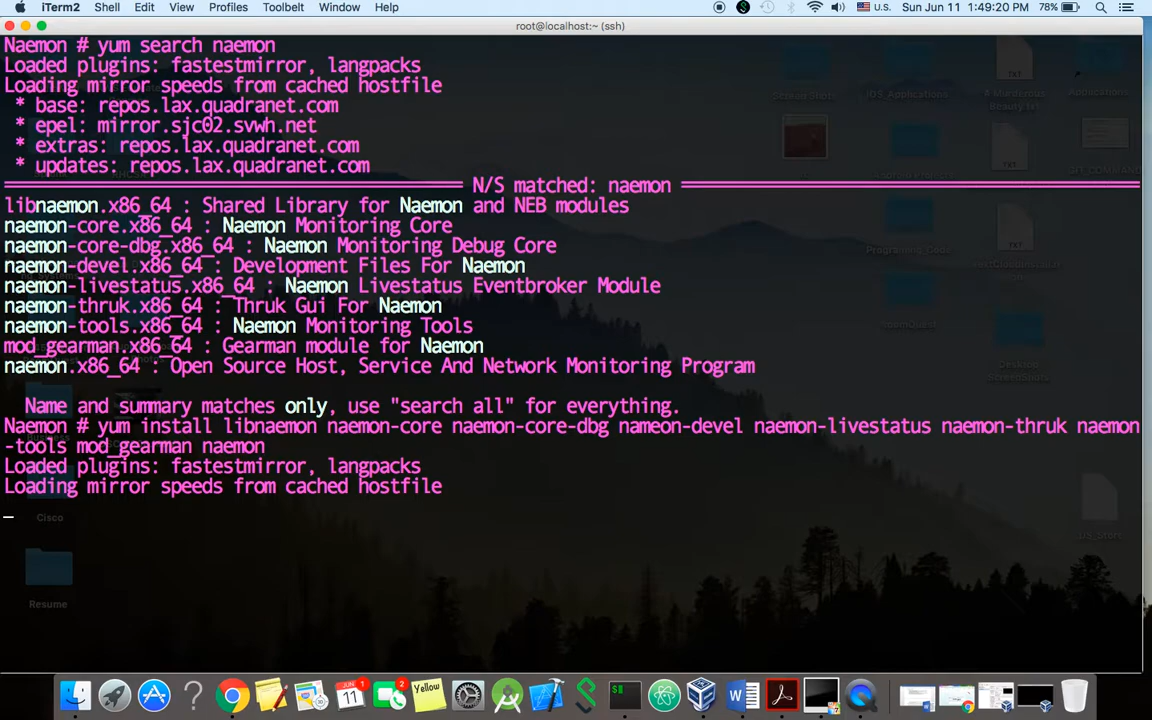 iTerm2 Shell Edit View Profiles Toolbelt Window Help U.S. Sun Jun 11 1:49:20 PM 78%
root@localhost:~ (ssh)
Naemon # yum search naemon
Loaded plugins: fastestmirror, langpacks
Loading mirror speeds from cached hostfile
* base: repos.lax.quadranet.com
* epel: mirror.sjc02.svwh.net
* extras: repos.lax.quadranet.com
* updates: repos.lax.quadranet.com
N/S matched: naemon
libnaemon.x86_64 : Shared Library for Naemon and NEB modules
naemon-core.x86_64 : Naemon Monitoring Core
naemon-core-dbg.x86_64 : Naemon Monitoring Debug Core
naemon-devel.x86_64 : Development Files For Naemon
naemon-livestatus.x86_64 : Naemon Livestatus Eventbroker Module
naemon-thruk.x86_64 : Thruk Gui For Naemon
naemon-tools.x86_64 : Naemon Monitoring Tools
mod_gearman.x86_64 : Gearman module for Naemon
naemon.x86_64 : Open Source Host, Service And Network Monitoring Program
Name and summary matches only, use "search all" for everything.
Naemon # yum install libnaemon naemon-core naemon-core-dbg nameon-devel naemon-livestatus naemon-thruk naemon
-tools mod_gearman naemon
Loaded plugins: fastestmirror, langpacks
Loading mirror speeds from cached hostfile
Cisco
Resume
Applications
Desktop
ScreenShots
Yellow